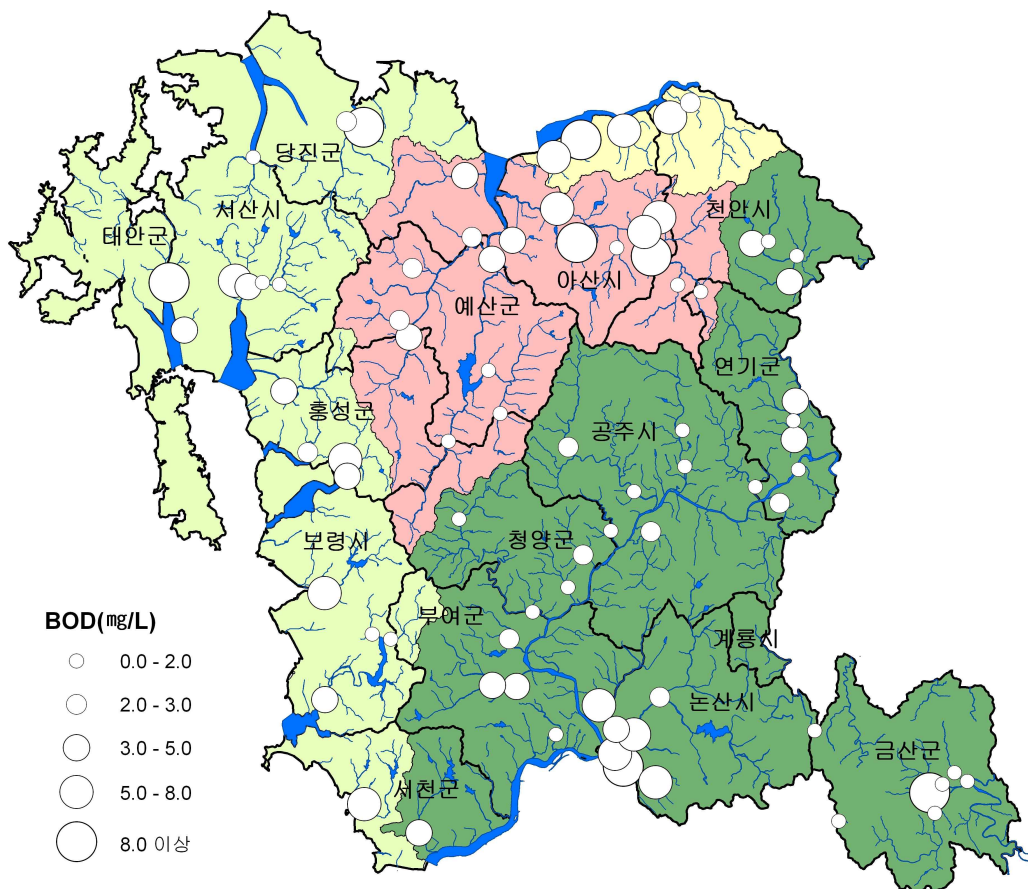 당진군
서산시
천안시
태안군
아산시
예산군
연기군
홍성군
공주시
보령시
청양군
부여군
계룡시
논산시
금산군
서천군
BOD(㎎/L)
0.0 - 2.0
2.0 - 3.0
3.0 - 5.0
5.0 - 8.0
8.0 이상